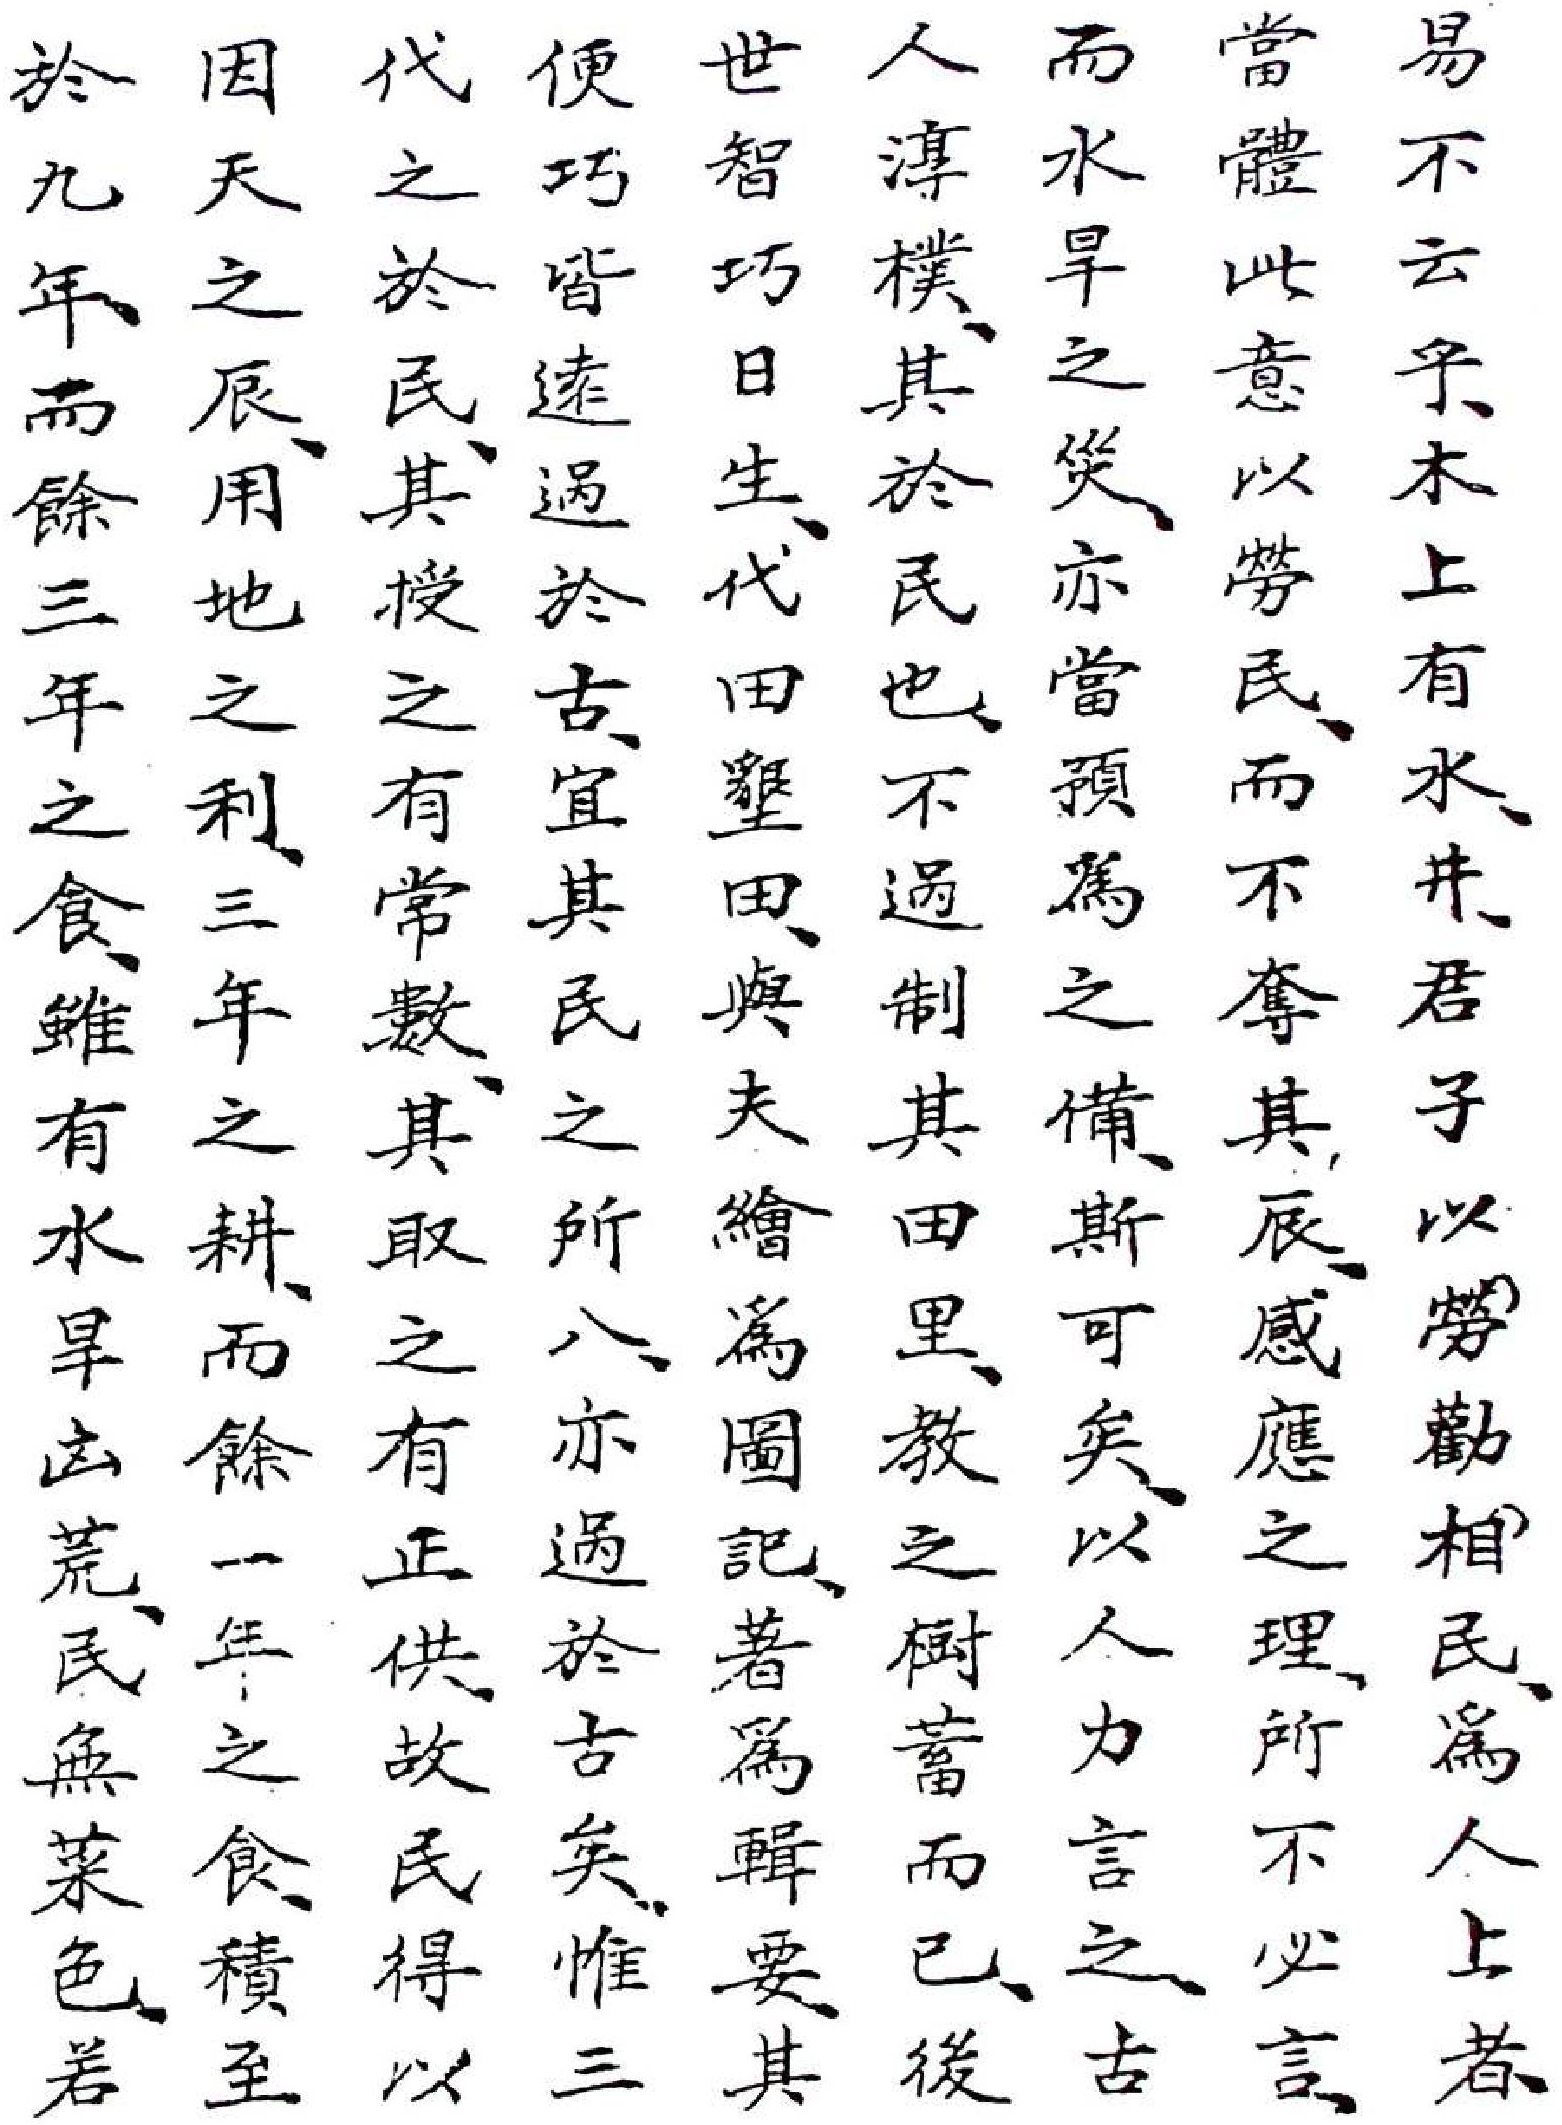 易不云乎、木上有水、井、君子以勞勸相民、爲人上者、
當體此意以勞民、而不奪其辰、感應之理、所不必言、
而水旱之災、亦當預爲之備、斯可矣、以人力言之、古
人淳樸、其於民也、不過制其田里、教之樹蓄而已、後
世智巧日生、代田墾田、與夫繪爲圖記、著爲輯要、其
便巧皆遠過於古、宜其民之所入、亦過於古矣、惟三
代之於民、其授之有常數、其取之有正供、故民得以
因天之辰、用地之利、三年之耕、而餘一年之食、積至
於九年、而餘三年之食、雖有水旱凶荒、民無菜色、若